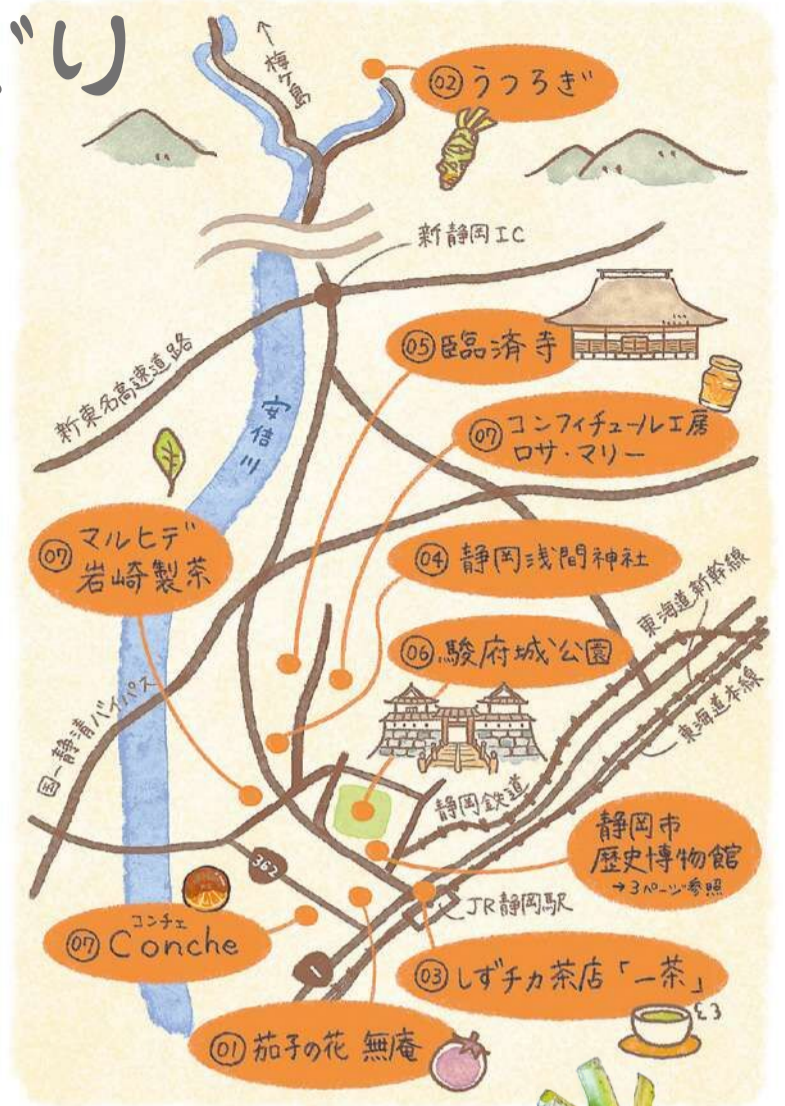 り
梅ヶ島
02 うつろぎ
新静岡IC
05 臨済寺
新東名高速道路
安倍川
07 コンフィチュール工房
ロサ・マリー
07 マルヒデ
岩崎製茶
04 静岡浅間神社
東海道新幹線
06 駿府城公園
国一静清バイパス
東海道本線
静岡鉄道
静岡市
歴史博物館
→3ページ参照
362
JR静岡駅
コンチェ
07 Conche
03 しずチカ茶店「一茶」
1
01 茄子の花 無庵